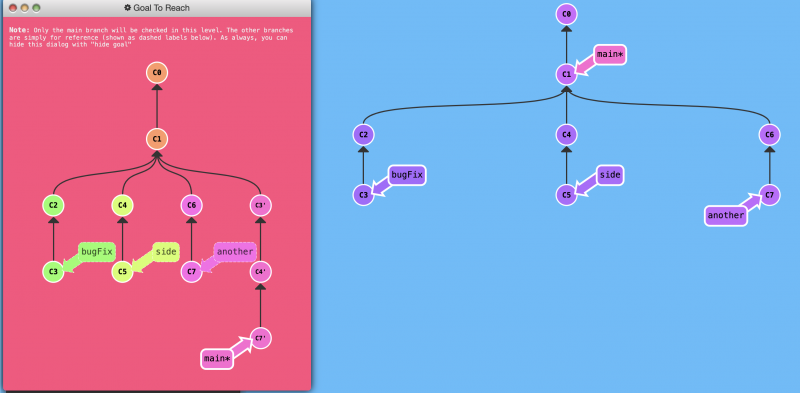 Goal To Reach
Note: Only the main branch will be checked in this level. The other branches
are simply for reference (shown as dashed labels below). As always, you can
hide this dialog with "hide goal"
C0
C1
C2
C4
C6
C3'
bugFix
side
another
C3
C5
C7
C4'
C7'
main*
C0
main*
C1
C2
C4
C6
bugFix
side
C3
C5
C7
another